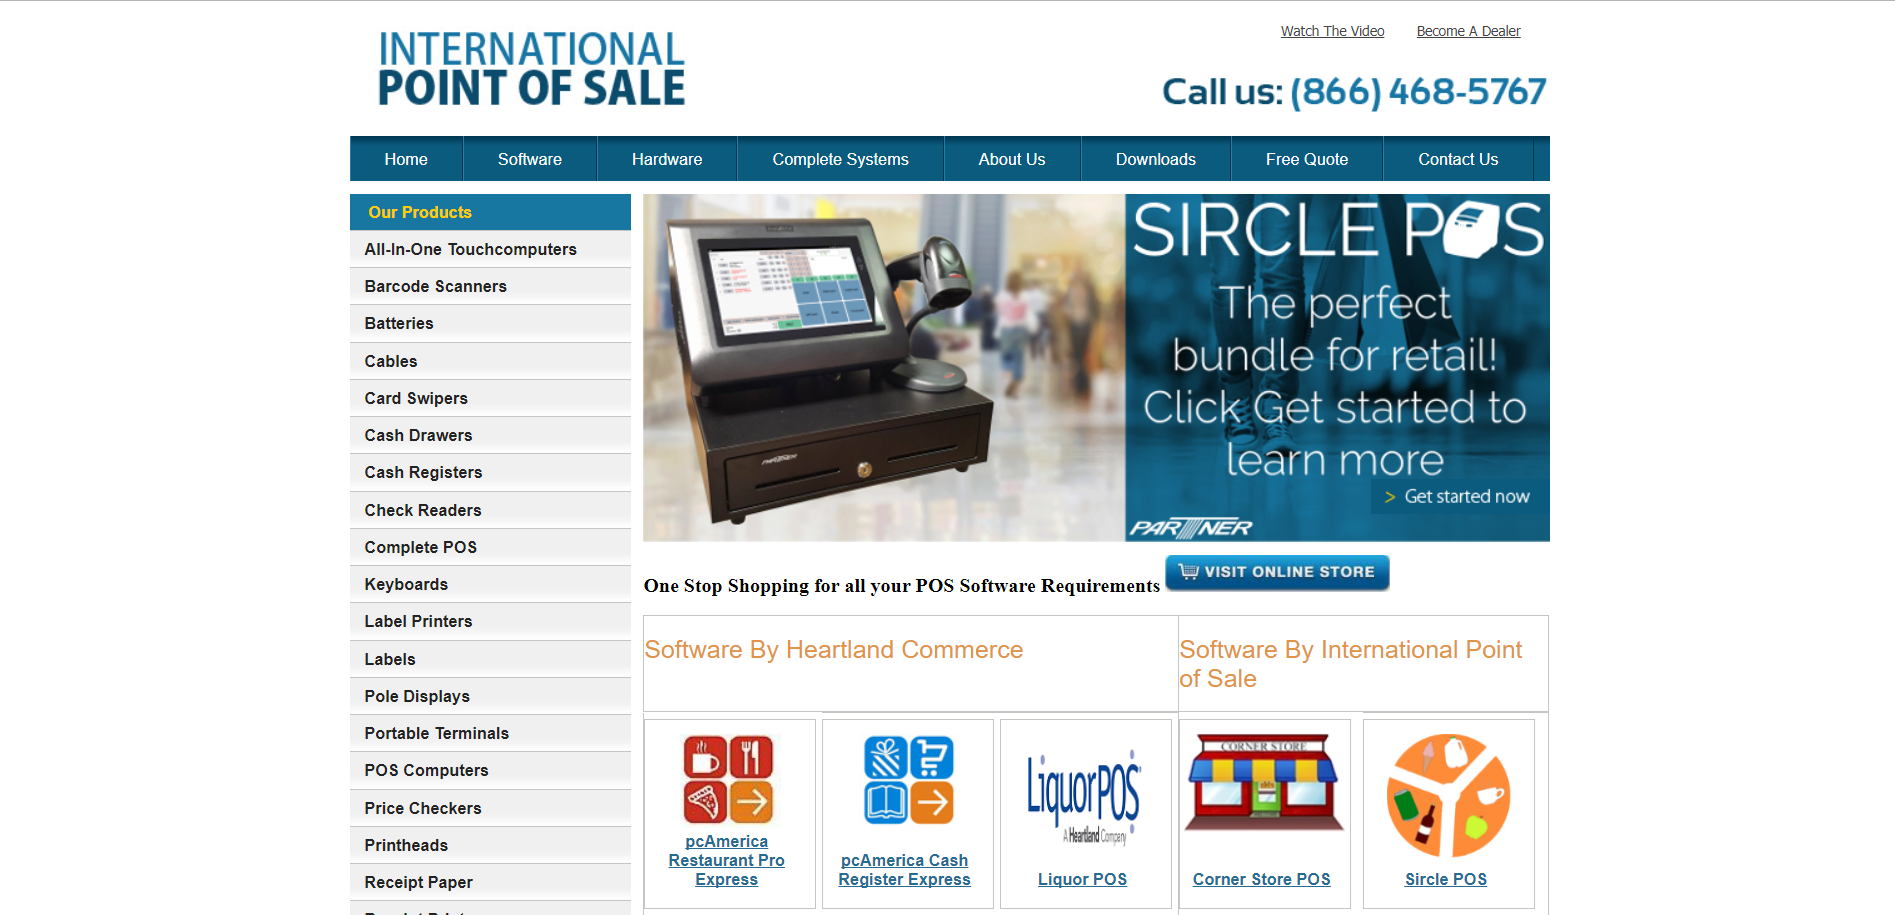 INTERNATIONAL
POINT OF SALE
Watch The Video
Become A Dealer
Call us: (866) 468-5767
Home
Software
Hardware
Complete Systems
About Us
Downloads
Free Quote
Contact Us
Our Products
All-In-One Touchcomputers
Barcode Scanners
Batteries
Cables
Card Swipers
Cash Drawers
Cash Registers
Check Readers
Complete POS
Keyboards
Label Printers
Labels
Pole Displays
Portable Terminals
POS Computers
Price Checkers
Printheads
Receipt Paper
PARTNER
SIRCLE POS
The perfect
bundle for retail!
Click Get started to
learn more
> Get started now
PARTNER
One Stop Shopping for all your POS Software Requirements
VISIT ONLINE STORE
Software By Heartland Commerce
Software By International Point
of Sale
pcAmerica
Restaurant Pro
Express
pcAmerica Cash
Register Express
LiquorPOS
A Heartland Company
Liquor POS
CORNER STORE
Corner Store POS
Sircle POS